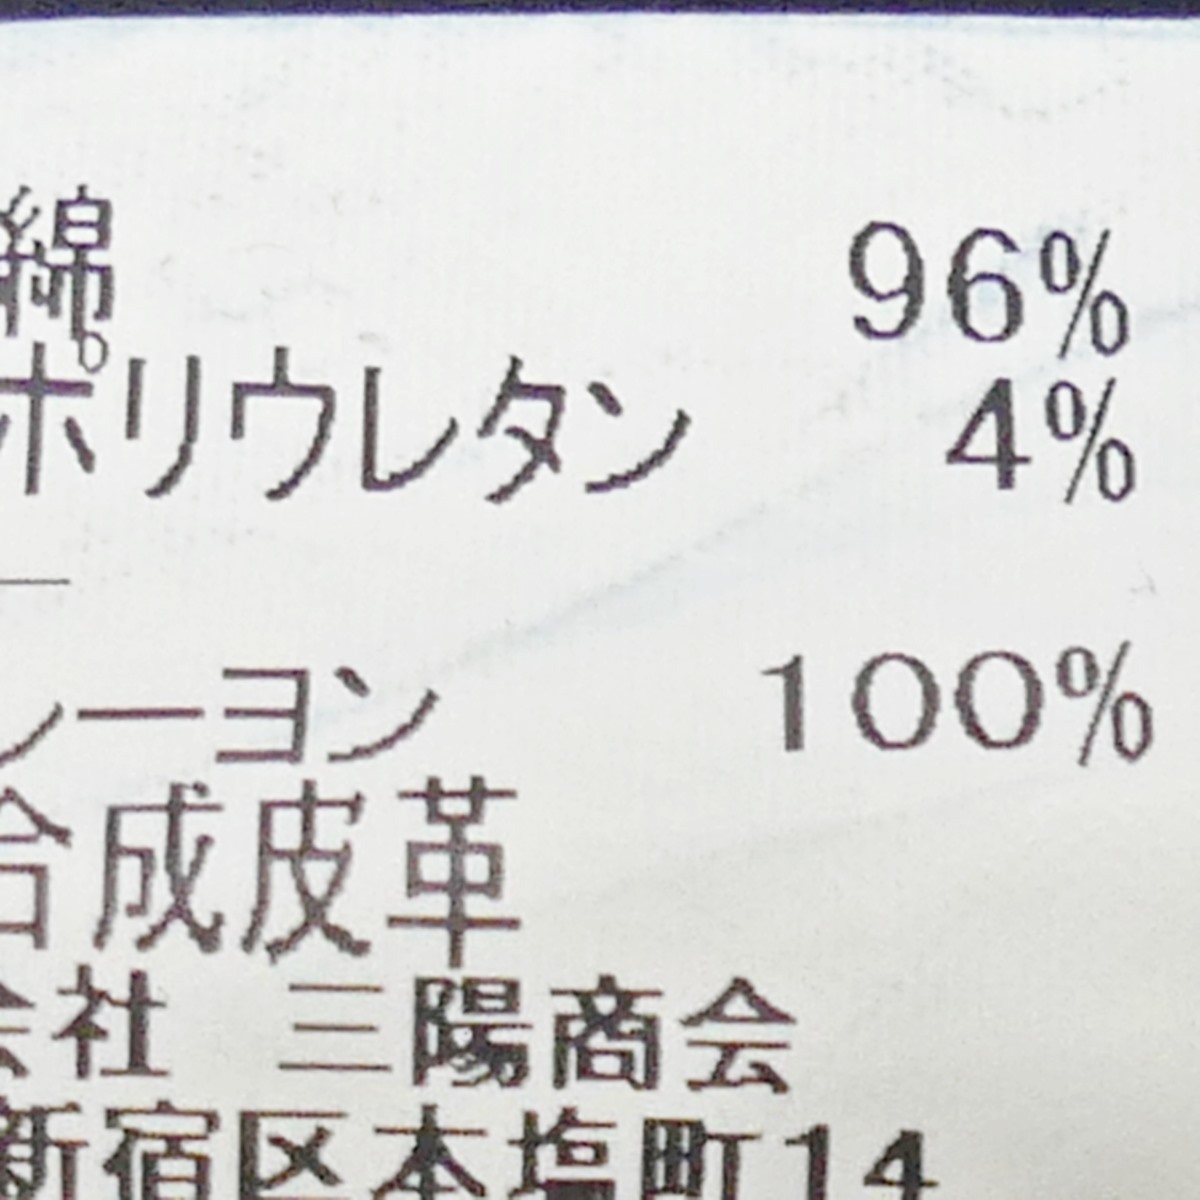 綿 96%
ポリウレタン 4%
レーヨン 100%
合成皮革
会社 三陽商会
新宿区本塩町14